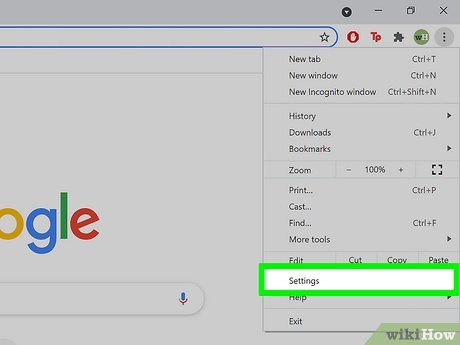 New tab Ctrl+T
New window Ctrl+N
New Incognito window Ctrl+Shift+N
History
Downloads Ctrl+J
Bookmarks
Zoom − 100% +
Print... Ctrl+P
Cast...
Find... Ctrl+F
More tools
ogle
Edit Cut Copy Paste
Settings
Help
Exit
Tp
wH
wikiHow